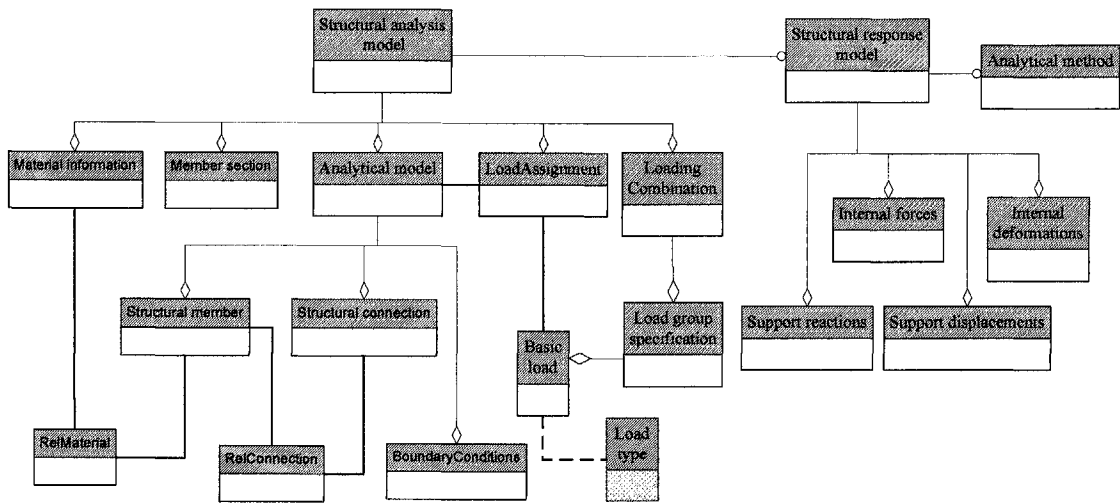 Structural analysis
model
Structural response
model
Analytical method
Material information
Member section
Analytical model
LoadAssignment
Loading
Combination
Internal forces
Internal
deformations
Structural member
Structural connection
Basic
load
Load group
specification
Support reactions
Support displacements
RelMaterial
RelConnection
BoundaryConditions
Load
type